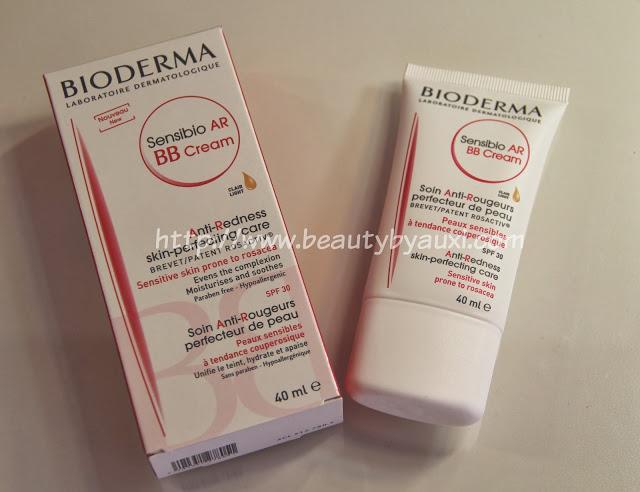 BIODERMA
LABORATOIRE DERMATOLOGIQUE
Nouveau
New
Sensibio AR
BB Cream
CLAIR
LIGHT
Anti-Redness
skin-perfecting care
BREVET/PATENT ROSACTIV®
Sensitive skin prone to rosacea
Evens the complexion
Moisturises and soothes
Paraben free - Hypoallergenic
SPF 30
Soin Anti-Rougeurs
perfecteur de peau
Peaux sensibles
à tendance couperosique
Unifie le teint, hydrate et apaise
Sans paraben - Hypoallergénique
40 ml e
BB
BIODERMA
LABORATOIRE DERMATOLOGIQUE
Sensibio AR
BB Cream
CLAIR
LIGHT
Soin Anti-Rougeurs
perfecteur de peau
BREVET/PATENT ROSACTIV®
Peaux sensibles
à tendance couperosique
SPF 30
Anti-Redness
skin-perfecting care
Sensitive skin
prone to rosacea
40 ml e
http://www.beautybyauxi.com